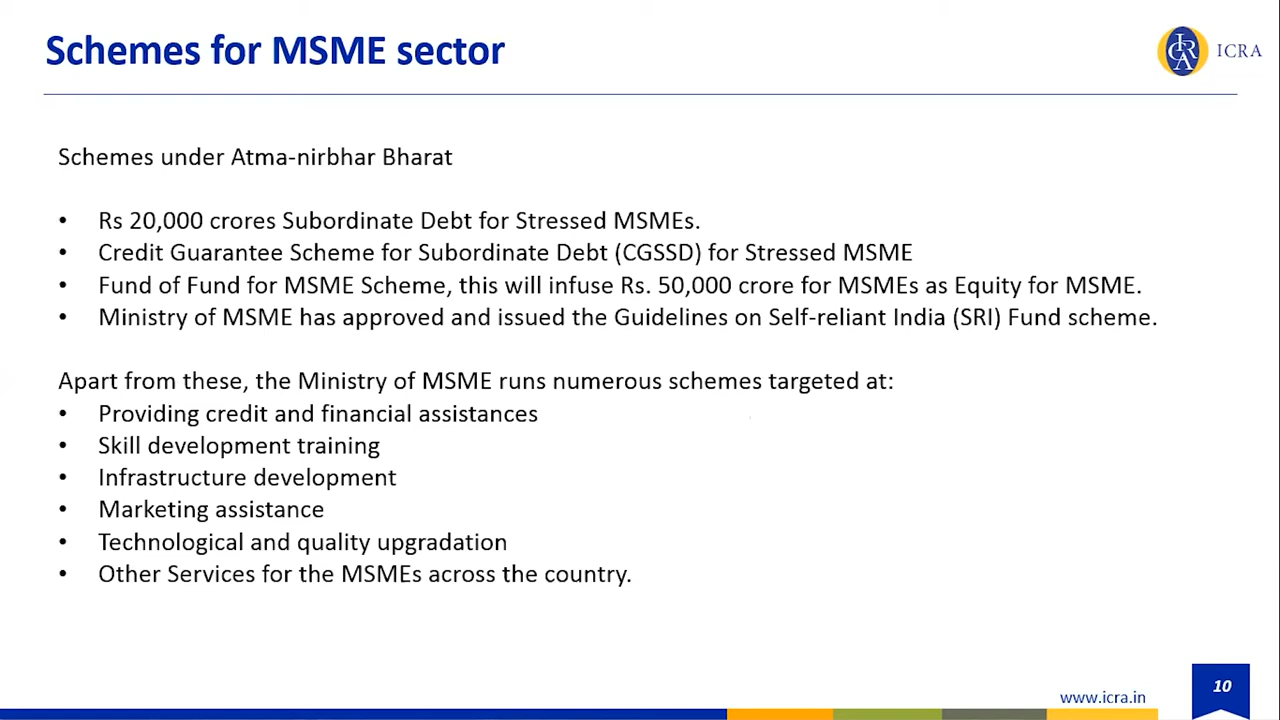 Schemes for MSME sector
ICRA
Schemes under Atma-nirbhar Bharat
• Rs 20,000 crores Subordinate Debt for Stressed MSMEs.
• Credit Guarantee Scheme for Subordinate Debt (CGSSD) for Stressed MSME
• Fund of Fund for MSME Scheme, this will infuse Rs. 50,000 crore for MSMEs as Equity for MSME.
• Ministry of MSME has approved and issued the Guidelines on Self-reliant India (SRI) Fund scheme.
Apart from these, the Ministry of MSME runs numerous schemes targeted at:
• Providing credit and financial assistances
• Skill development training
• Infrastructure development
• Marketing assistance
• Technological and quality upgradation
• Other Services for the MSMEs across the country.
www.icra.in
10